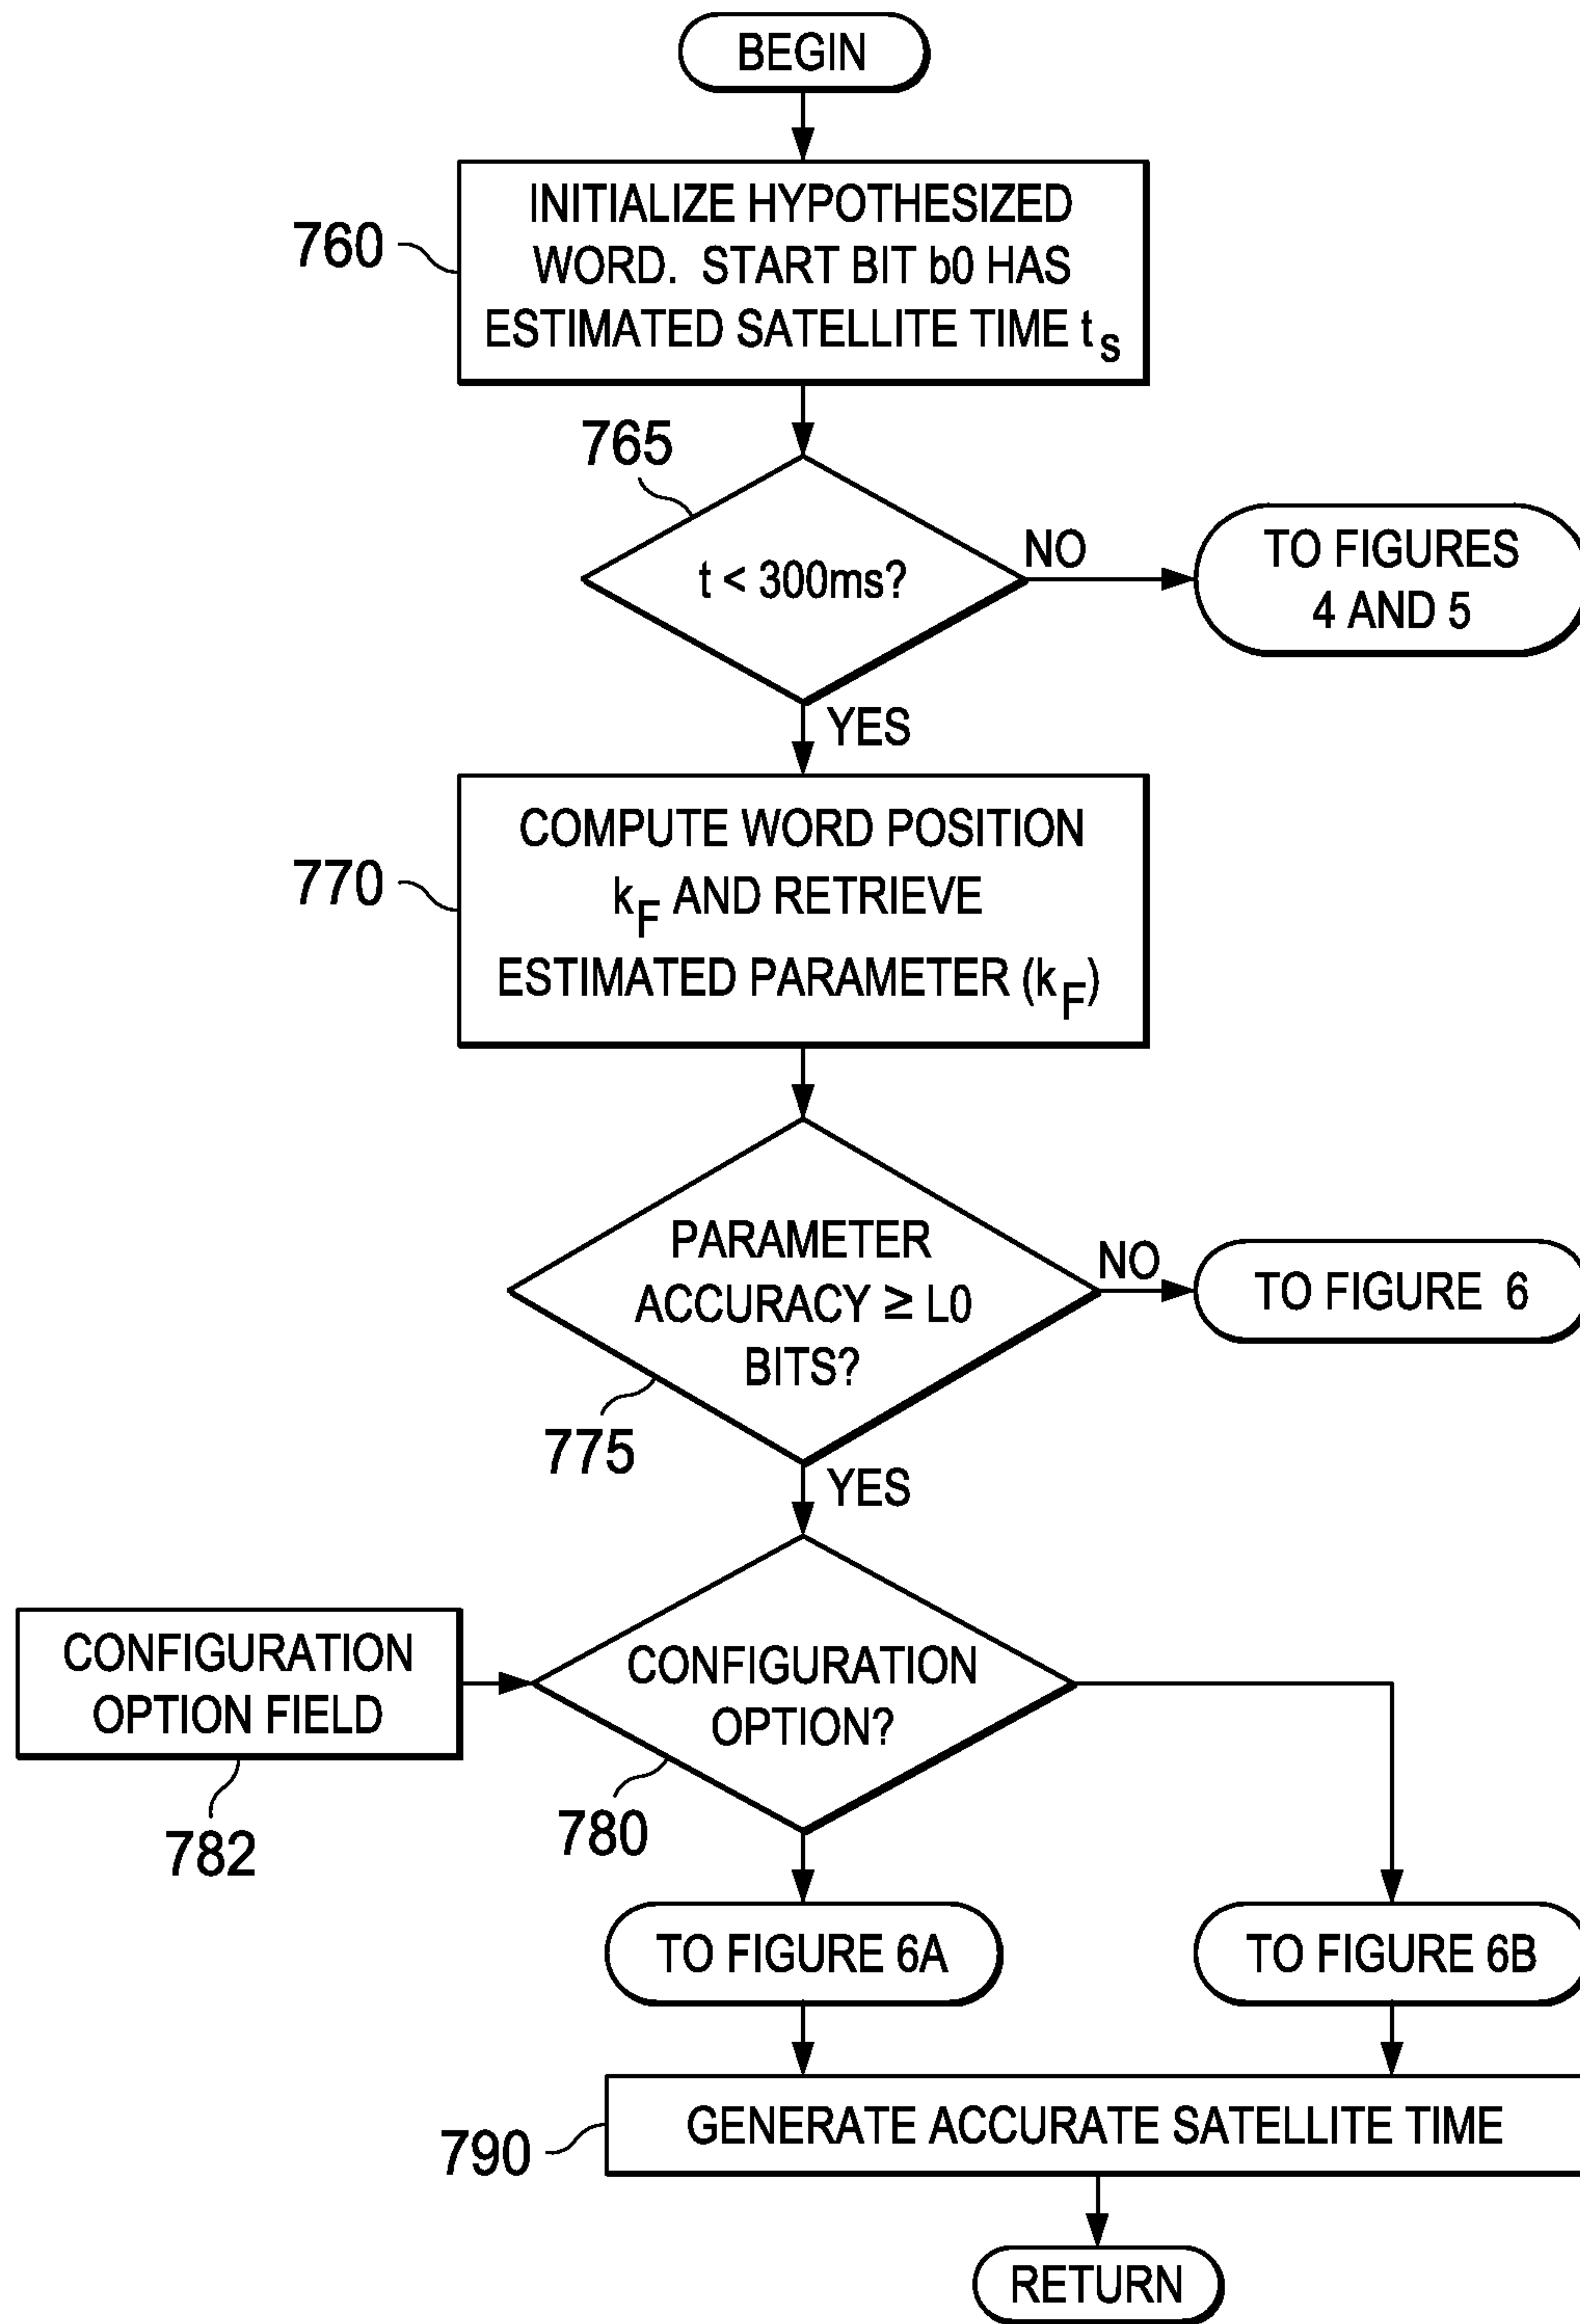 BEGIN
760
INITIALIZE HYPOTHESIZED
WORD. START BIT b0 HAS
ESTIMATED SATELLITE TIME ts
765
t < 300ms?
NO
TO FIGURES
4 AND 5
YES
770
COMPUTE WORD POSITION
kF AND RETRIEVE
ESTIMATED PARAMETER (kF)
PARAMETER
ACCURACY ≥ L0
BITS?
NO
TO FIGURE 6
775
YES
CONFIGURATION
OPTION FIELD
782
CONFIGURATION
OPTION?
780
TO FIGURE 6A
TO FIGURE 6B
790
GENERATE ACCURATE SATELLITE TIME
RETURN